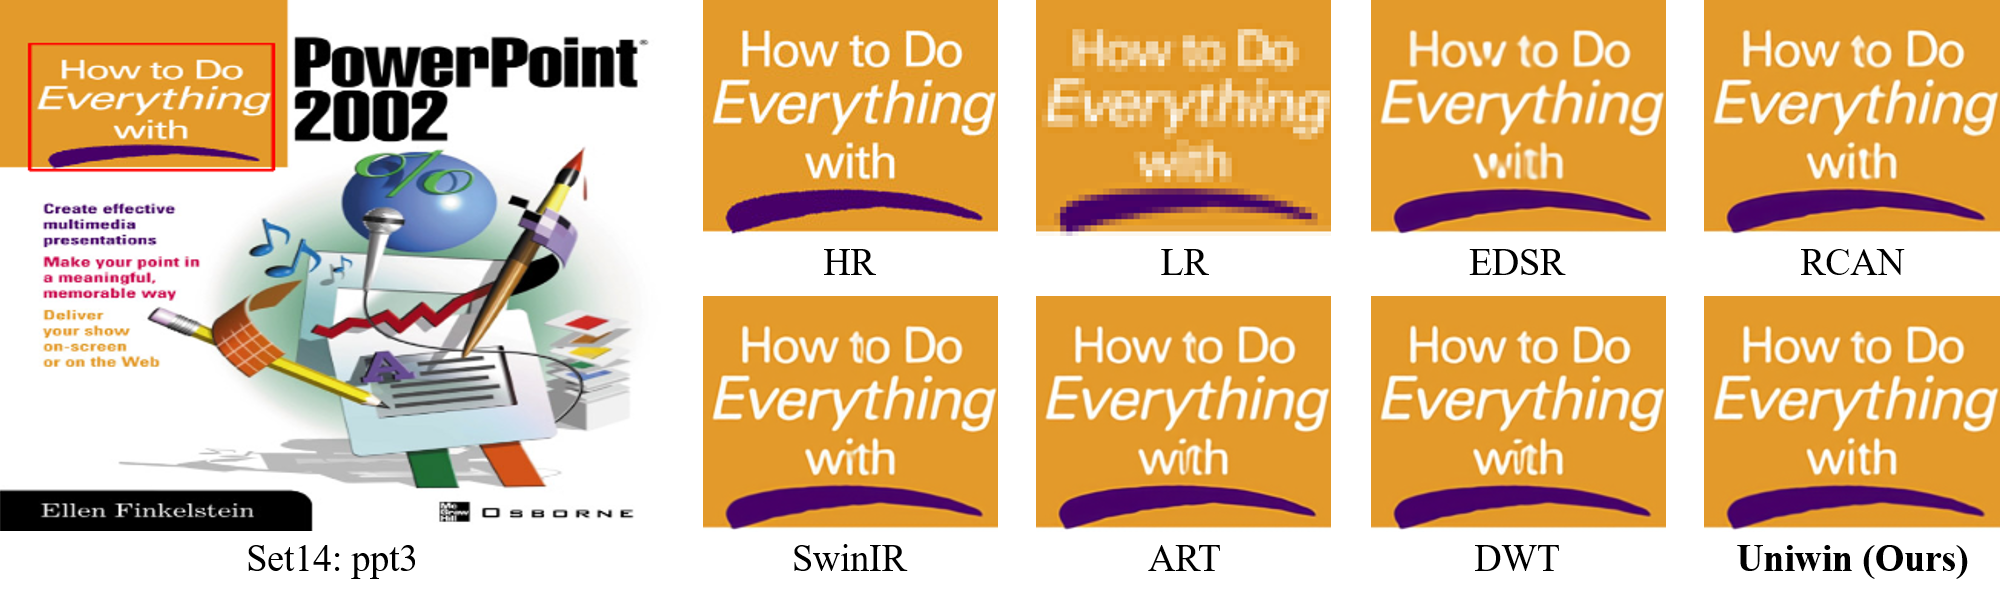 How to Do
Everything
with
PowerPoint
2002
%
Create effective
multimedia
presentations
Make your point in
a meaningful,
memorable way
Deliver
your show
on-screen
or on the Web
A
Ellen Finkelstein
Mc
Graw
Hill
OSBORNE
Set14: ppt3
How to Do
Everything
with
HR
How to Do
Everything
with
LR
How to Do
Everything
with
EDSR
How to Do
Everything
with
RCAN
How to Do
Everything
with
SwinIR
How to Do
Everything
with
ART
How to Do
Everything
with
DWT
How to Do
Everything
with
Uniwin (Ours)